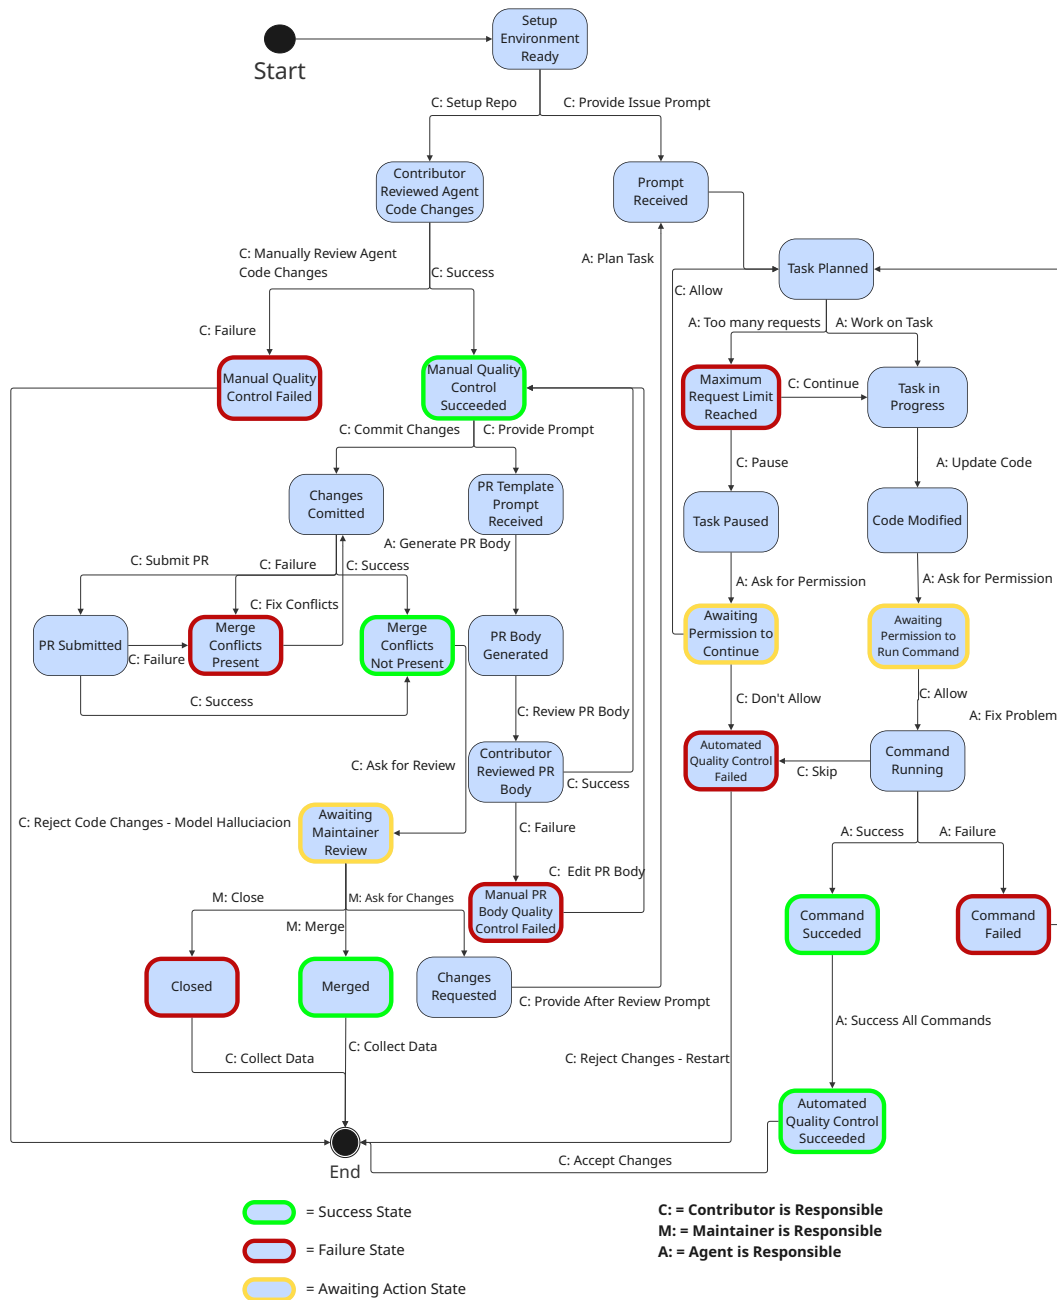 Setup
Environment
Ready
Start
C: Setup Repo
C: Provide Issue Prompt
Contributor
Reviewed Agent
Code Changes
Prompt
Received
C: Manually Review Agent
Code Changes
C: Success
A: Plan Task
Task Planned
C: Allow
C: Failure
A: Too many requests
A: Work on Task
Manual Quality
Control Failed
Manual Quality
Control
Succeeded
Maximum
Request Limit
Reached
C: Continue
Task in
Progress
C: Commit Changes
C: Provide Prompt
C: Pause
A: Update Code
Changes
Comitted
PR Template
Prompt
Received
Task Paused
Code Modified
A: Generate PR Body
C: Submit PR
C: Failure
C: Success
A: Ask for Permission
A: Ask for Permission
C: Fix Conflicts
PR Submitted
C: Failure
Merge
Conflicts
Present
Merge
Conflicts
Not Present
PR Body
Generated
Awaiting
Permission to
Continue
Awaiting
Permission to
Run Command
C: Success
C: Review PR Body
C: Don't Allow
C: Allow
A: Fix Problem
C: Ask for Review
Contributor
Reviewed PR
Body
C: Success
Automated
Quality Control
Failed
C: Skip
Command
Running
C: Reject Code Changes - Model Halluciacion
Awaiting
Maintainer
Review
C: Failure
A: Success
A: Failure
C:  Edit PR Body
M: Close
M: Ask for Changes
M: Merge
Manual PR
Body Quality
Control Failed
Command
Succeded
Command
Failed
Closed
Merged
Changes
Requested
C: Provide After Review Prompt
A: Success All Commands
C: Collect Data
C: Collect Data
C: Reject Changes - Restart
Automated
Quality Control
Succeeded
End
C: Accept Changes
= Success State
= Failure State
= Awaiting Action State
C: = Contributor is Responsible
M: = Maintainer is Responsible
A: = Agent is Responsible